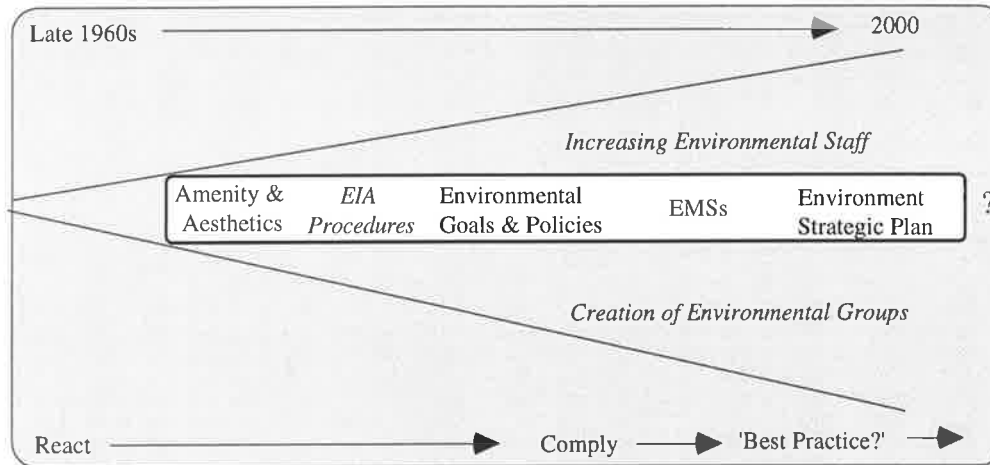 Late 1960s 2000
Increasing Environmental Staff
Amenity & Aesthetics
EIA Procedures
Environmental Goals & Policies
EMSs
Environment Strategic Plan
?
Creation of Environmental Groups
React Comply 'Best Practice?'